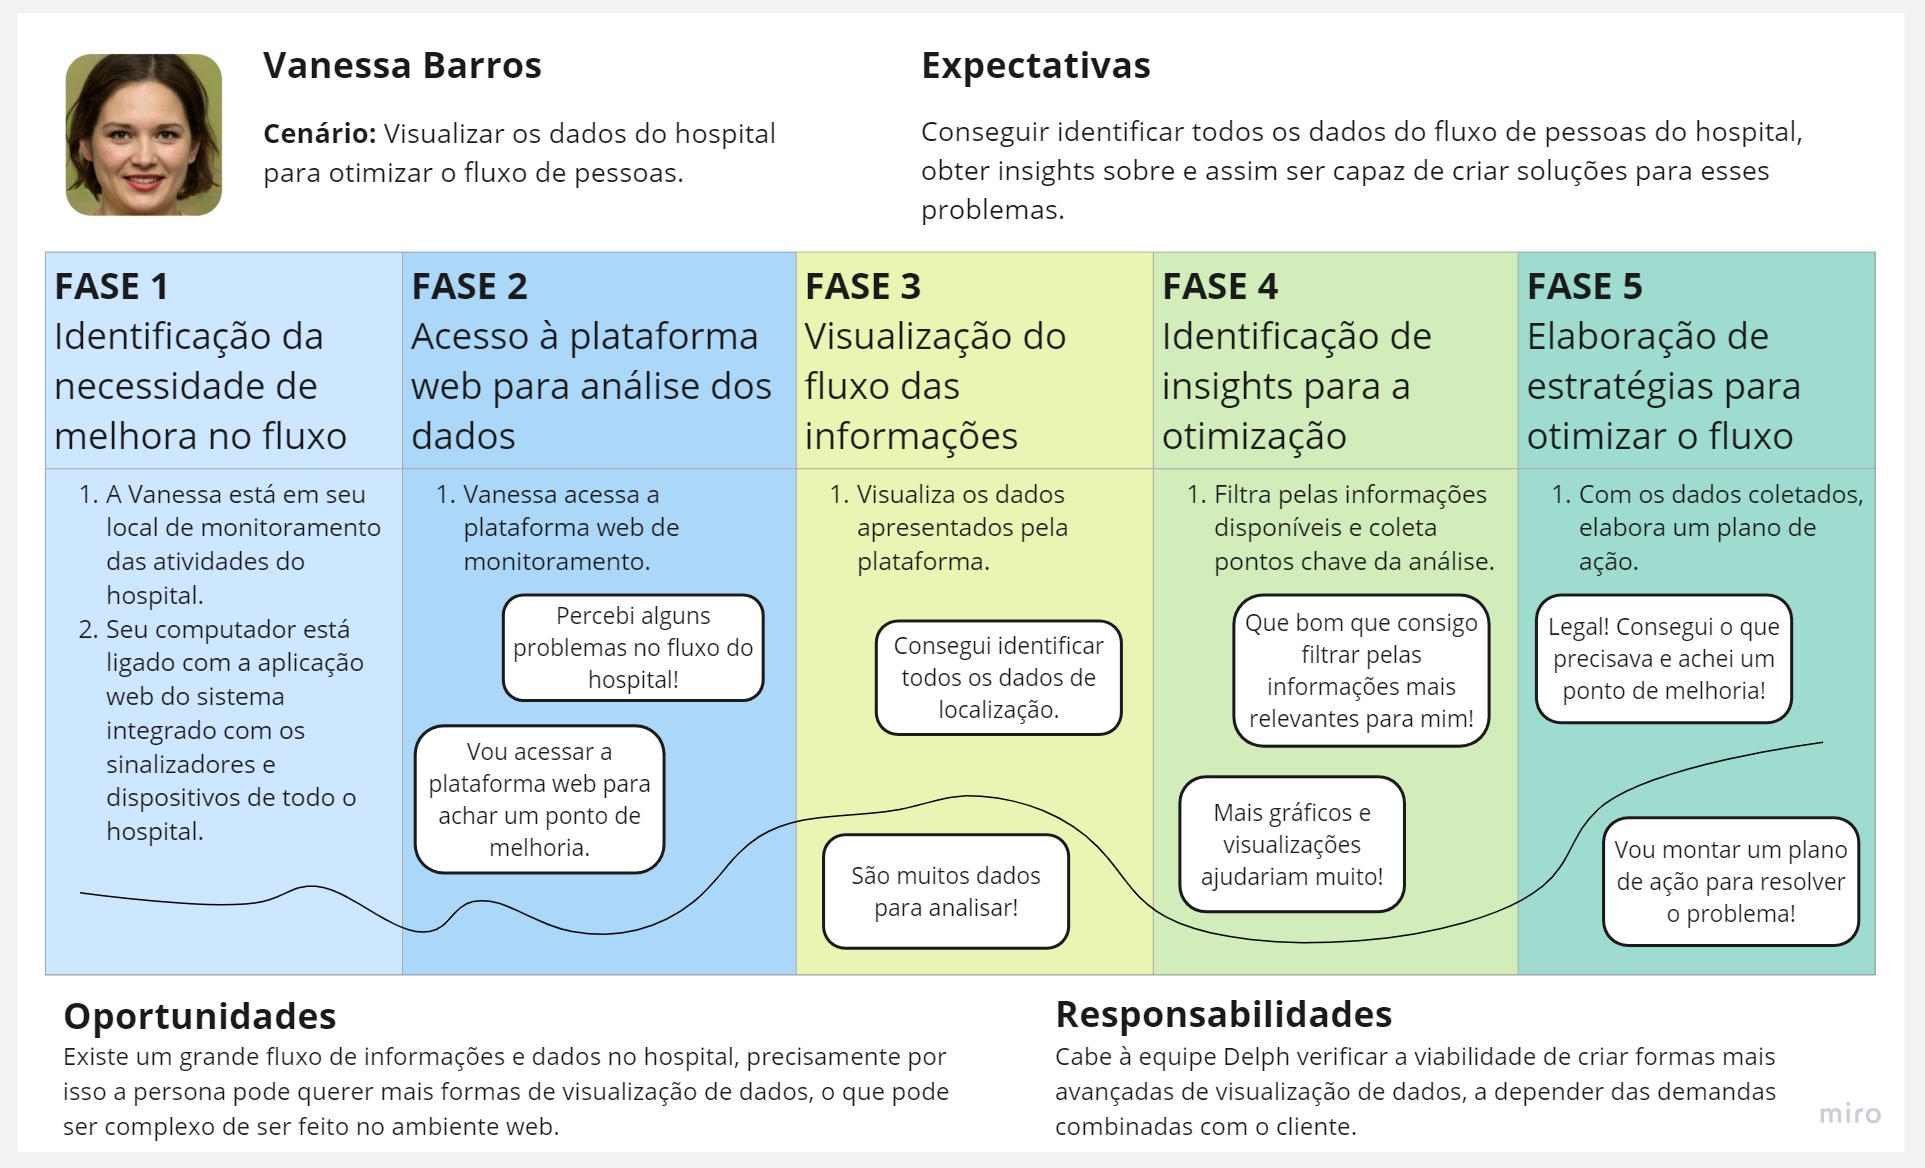 Vanessa Barros
Cenário: Visualizar os dados do hospital
para otimizar o fluxo de pessoas.
Expectativas
Conseguir identificar todos os dados do fluxo de pessoas do hospital,
obter insights sobre e assim ser capaz de criar soluções para esses
problemas.
FASE 1
Identificação da
necessidade de
melhora no fluxo
FASE 2
Acesso à plataforma
web para análise dos
dados
FASE 3
Visualização do
fluxo das
informações
FASE 4
Identificação de
insights para a
otimização
FASE 5
Elaboração de
estratégias para
otimizar o fluxo
1. A Vanessa está em seu
local de monitoramento
das atividades do
hospital.
2. Seu computador está
ligado com a aplicação
web do sistema
integrado com os
sinalizadores e
dispositivos de todo o
hospital.
1. Vanessa acessa a
plataforma web de
monitoramento.
Percebi alguns
problemas no fluxo do
hospital!
Vou acessar a
plataforma web para
achar um ponto de
melhoria.
1. Visualiza os dados
apresentados pela
plataforma.
Consegui identificar
todos os dados de
localização.
São muitos dados
para analisar!
1. Filtra pelas informações
disponíveis e coleta
pontos chave da análise.
Que bom que consigo
filtrar pelas
informações mais
relevantes para mim!
Mais gráficos e
visualizações
ajudariam muito!
1. Com os dados coletados,
elabora um plano de
ação.
Legal! Consegui o que
precisava e achei um
ponto de melhoria!
Vou montar um plano
de ação para resolver
o problema!
Oportunidades
Existe um grande fluxo de informações e dados no hospital, precisamente por
isso a persona pode querer mais formas de visualização de dados, o que pode
ser complexo de ser feito no ambiente web.
Responsabilidades
Cabe à equipe Delph verificar a viabilidade de criar formas mais
avançadas de visualização de dados, a depender das demandas
combinadas com o cliente.
miro